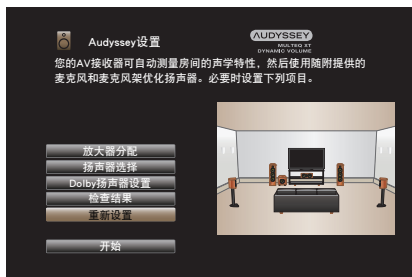 Audyssey设置
AUDYSSEY
MULTEQ XT
DYNAMIC VOLUME
您的AV接收器可自动测量房间的声学特性，然后使用随附提供的
麦克风和麦克风架优化扬声器。必要时设置下列项目。
放大器分配
扬声器选择
Dolby扬声器设置
检查结果
重新设置
开始